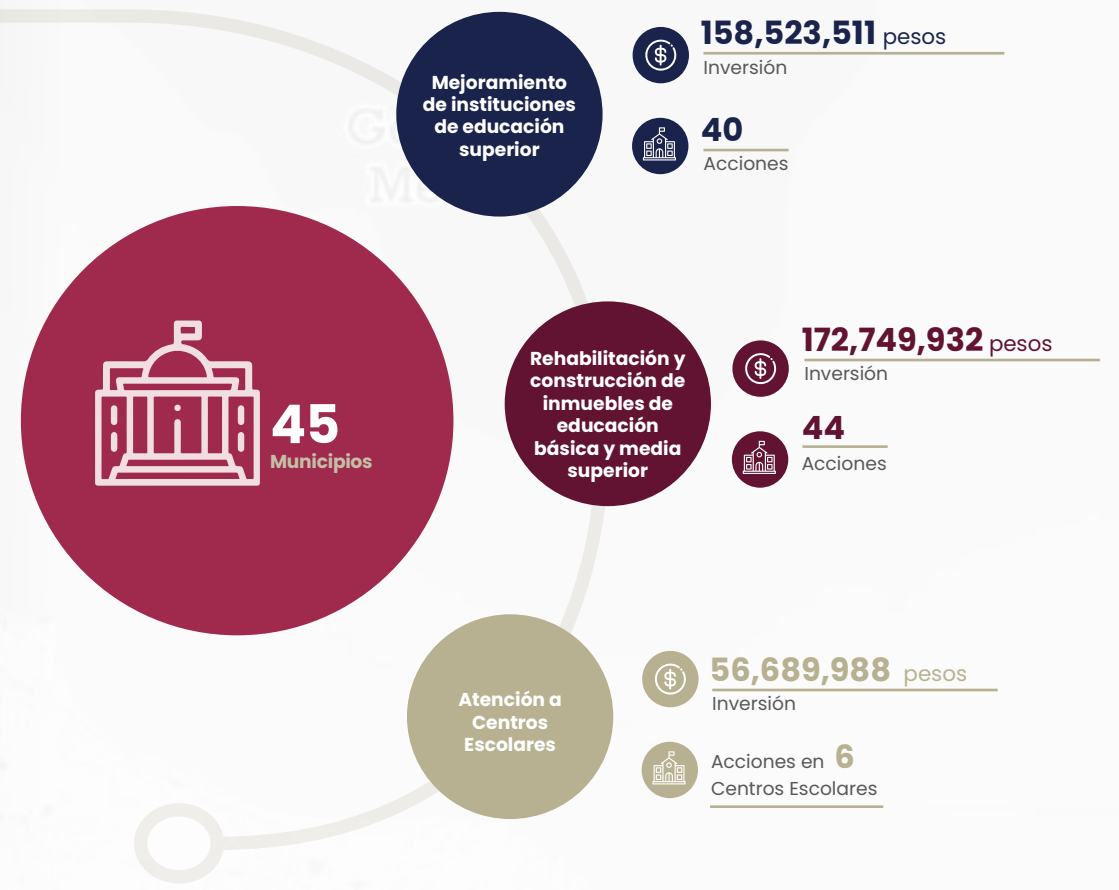 Mejoramiento
de instituciones
de educación
superior
158,523,511 pesos
Inversión
40
Acciones
45
Municipios
Rehabilitación y
construcción de
inmuebles de
educación
básica y media
superior
172,749,932 pesos
Inversión
44
Acciones
Atención a
Centros
Escolares
56,689,988 pesos
Inversión
Acciones en 6
Centros Escolares